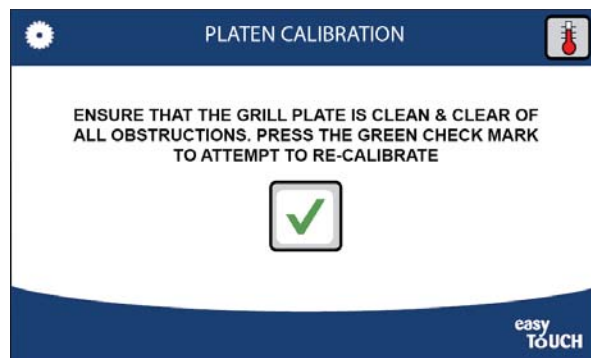 PLATEN CALIBRATION
ENSURE THAT THE GRILL PLATE IS CLEAN & CLEAR OF
ALL OBSTRUCTIONS. PRESS THE GREEN CHECK MARK
TO ATTEMPT TO RE-CALIBRATE
easy
TOUCH